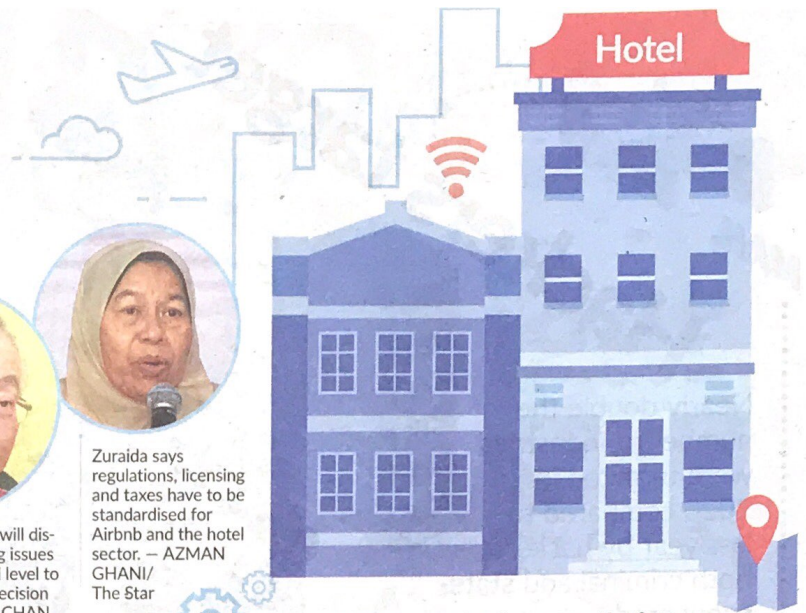 Hotel
Zuraida says
regulations, licensing
and taxes have to be
standardised for
Airbnb and the hotel
sector. — AZMAN
GHANI/
The Star
will dis-
g issues
level to
ecision
CHAN